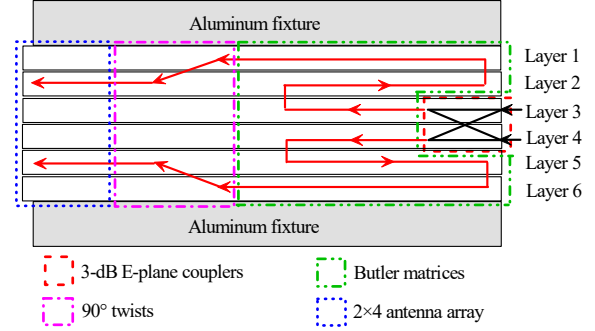 Aluminum fixture
Layer 1
Layer 2
Layer 3
Layer 4
Layer 5
Layer 6
Aluminum fixture
3-dB E-plane couplers
Butler matrices
90° twists
2×4 antenna array